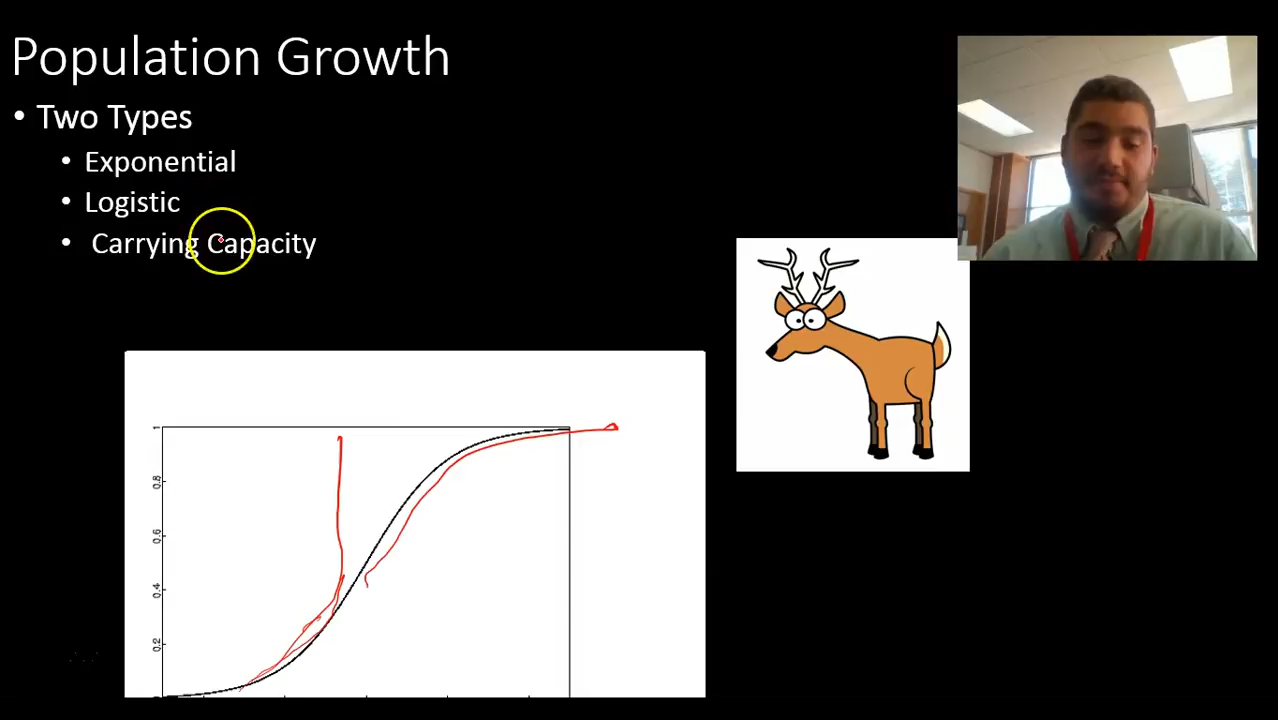 Population Growth
• Two Types
• Exponential
• Logistic
• Carrying Capacity
1
0.8
0.6
0.4
0.2